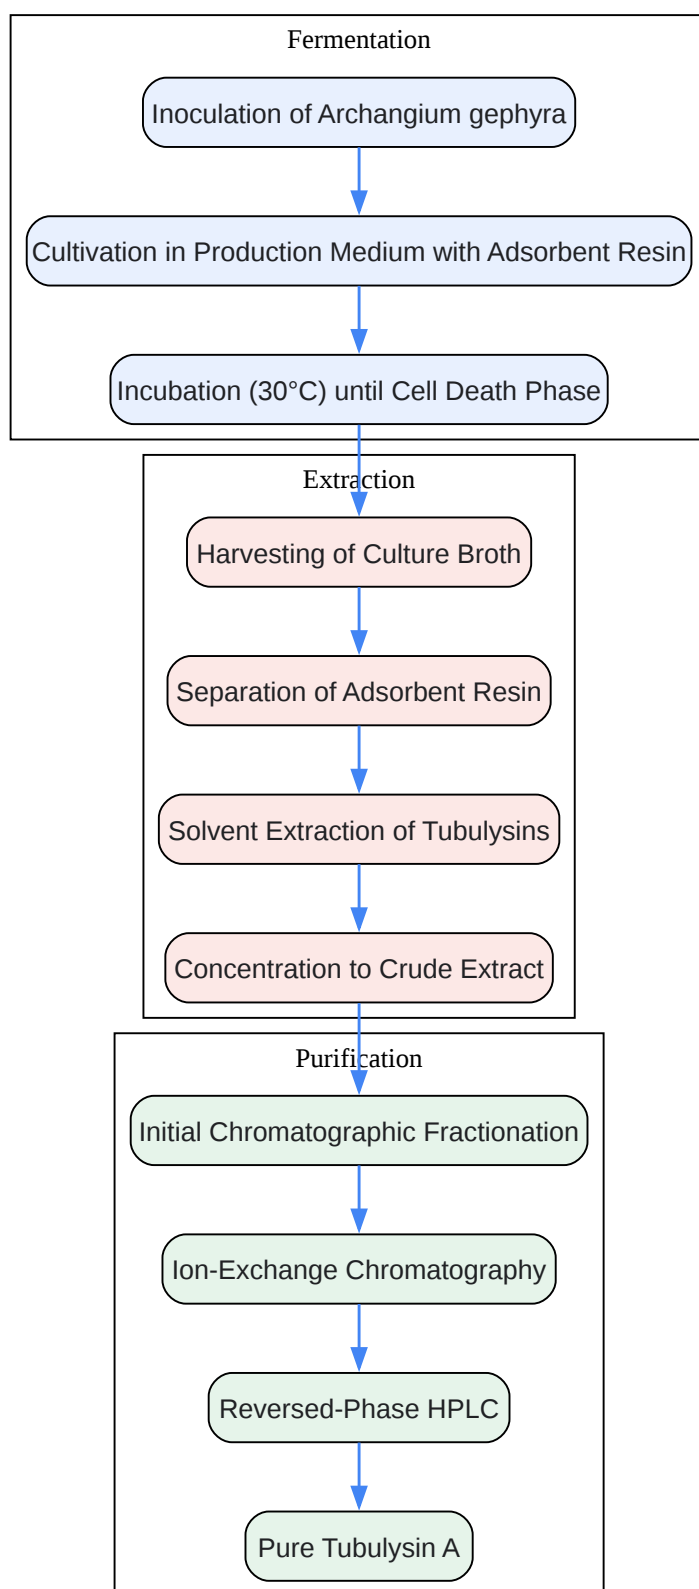 Fermentation
Inoculation of Archangium gephyra
Cultivation in Production Medium with Adsorbent Resin
Incubation (30°C) until Cell Death Phase
Extraction
Harvesting of Culture Broth
Separation of Adsorbent Resin
Solvent Extraction of Tubulysins
Concentration to Crude Extract
Purification
Initial Chromatographic Fractionation
Ion-Exchange Chromatography
Reversed-Phase HPLC
Pure Tubulysin A